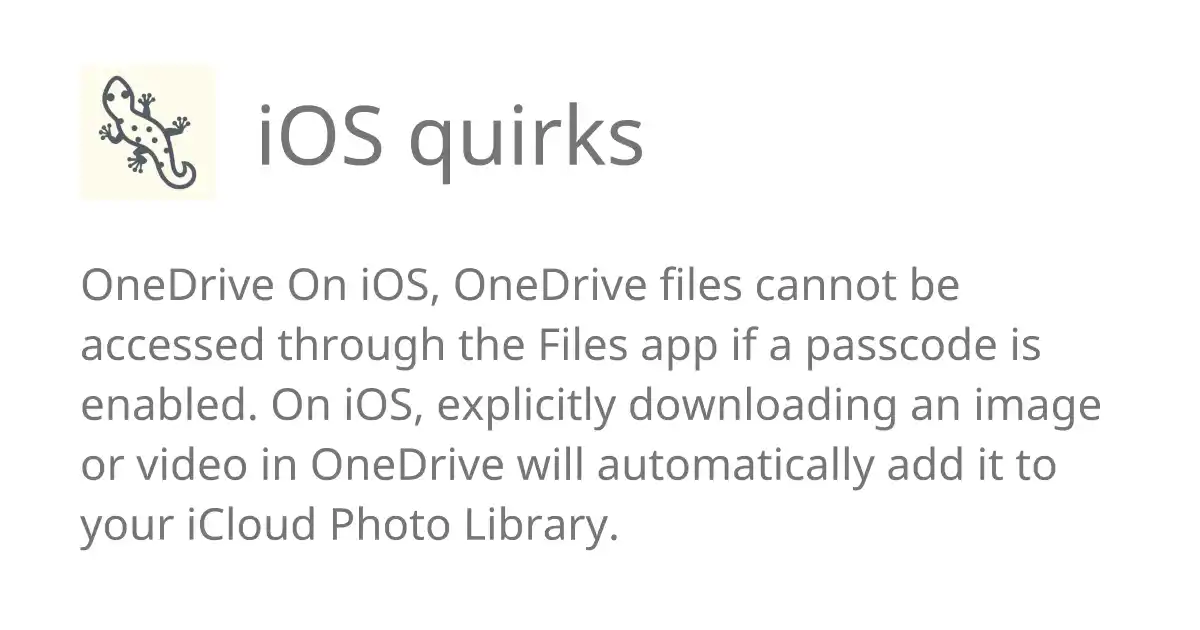 iOS quirks
OneDrive On iOS, OneDrive files cannot be
accessed through the Files app if a passcode is
enabled. On iOS, explicitly downloading an image
or video in OneDrive will automatically add it to
your iCloud Photo Library.